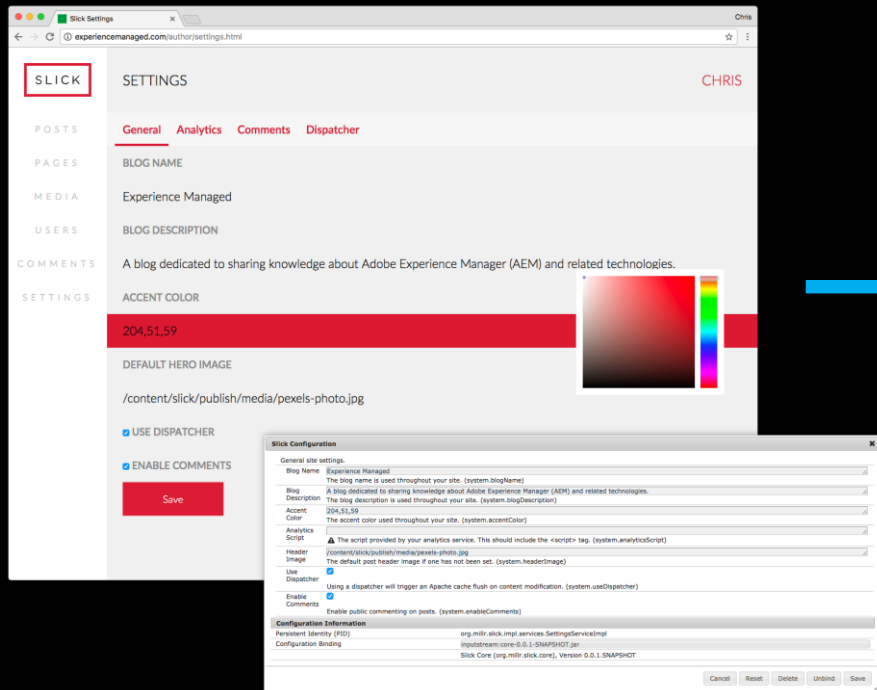 Slick Settings
Chris
experiencemanaged.com/author/settings.html
SLICK
SETTINGS
CHRIS
POSTS
PAGES
MEDIA
USERS
COMMENTS
SETTINGS
General Analytics Comments Dispatcher
BLOG NAME
Experience Managed
BLOG DESCRIPTION
A blog dedicated to sharing knowledge about Adobe Experience Manager (AEM) and related technologies.
ACCENT COLOR
204,51,59
DEFAULT HERO IMAGE
/content/slick/publish/media/pexels-photo.jpg
USE DISPATCHER
ENABLE COMMENTS
Save
Slick Configuration
General site settings.
Blog Name Experience Managed
The blog name is used throughout your site. (system.blogName)
Blog Description A blog dedicated to sharing knowledge about Adobe Experience Manager (AEM) and related technologies.
The blog description is used throughout your site. (system.blogDescription)
Accent Color 204,51,59
The accent color used throughout your site. (system.accentColor)
Analytics Script
The script provided by your analytics service. This should include the <script> tag. (system.analyticsScript)
Header Image /content/slick/publish/media/pexels-photo.jpg
The default post header image if one has not been set. (system.headerImage)
Use Dispatcher
Using a dispatcher will trigger an Apache cache flush on content modification. (system.useDispatcher)
Enable Comments
Enable public commenting on posts. (system.enableComments)
Configuration Information
Persistent Identity (PID) org.millr.slick.impl.services.SettingsServiceImpl
Configuration Binding inputstream:core-0.0.1-SNAPSHOT.jar
Slick Core (org.millr.slick.core), Version 0.0.1.SNAPSHOT
Cancel Reset Delete Unbind Save